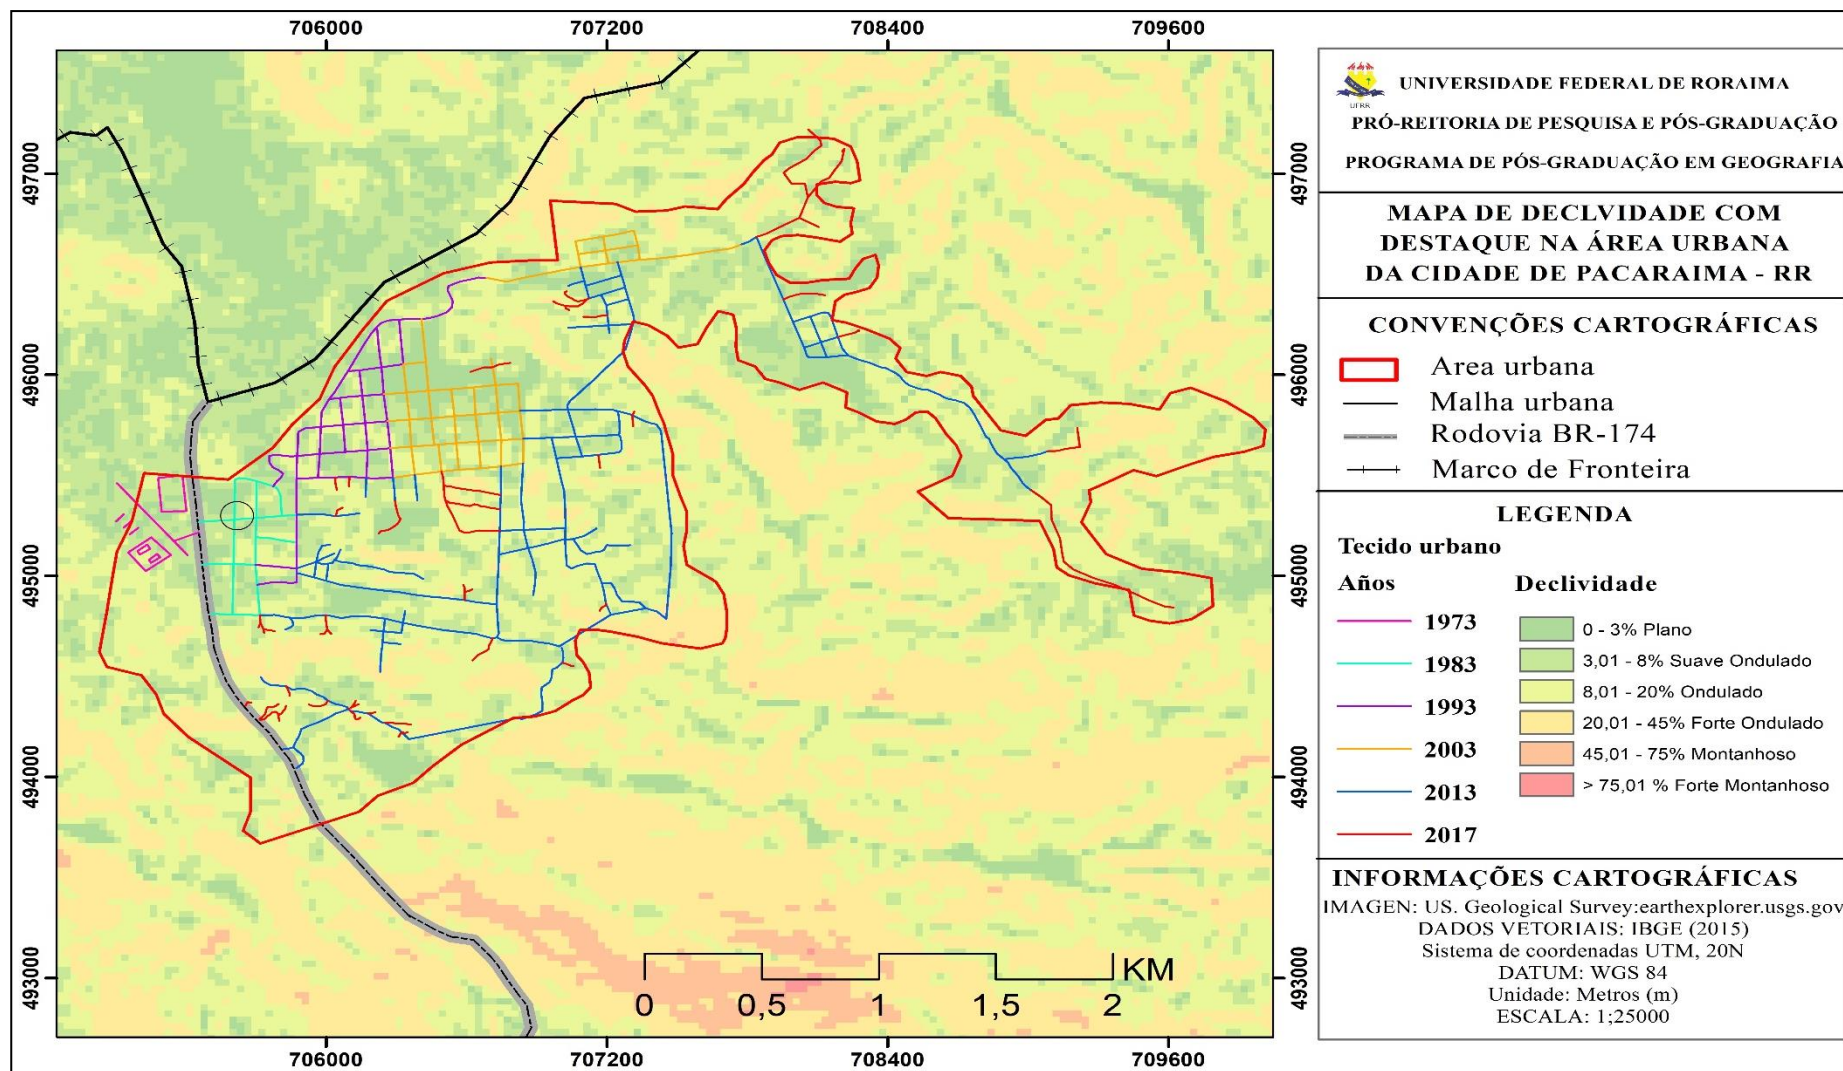 706000 707200 708400 709600
497000 497000
496000 496000
495000 495000
494000 494000
493000 493000
KM
0 0,5 1 1,5 2
706000 707200 708400 709600
UFRR
UNIVERSIDADE FEDERAL DE RORAIMA
PRÓ-REITORIA DE PESQUISA E PÓS-GRADUAÇÃO
PROGRAMA DE PÓS-GRADUAÇÃO EM GEOGRAFIA
MAPA DE DECLVIDADE COM
DESTAQUE NA ÁREA URBANA
DA CIDADE DE PACARAIMA - RR
CONVENÇÕES CARTOGRÁFICAS
Area urbana
Malha urbana
Rodovia BR-174
Marco de Fronteira
LEGENDA
Tecido urbano
Años Declividade
1973 0 - 3% Plano
1983 3,01 - 8% Suave Ondulado
1993 8,01 - 20% Ondulado
2003 20,01 - 45% Forte Ondulado
2013 45,01 - 75% Montanhoso
2017 > 75,01 % Forte Montanhoso
INFORMAÇÕES CARTOGRÁFICAS
IMAGEN: US. Geological Survey:earthexplorer.usgs.gov
DADOS VETORIAIS: IBGE (2015)
Sistema de coordenadas UTM, 20N
DATUM: WGS 84
Unidade: Metros (m)
ESCALA: 1;25000